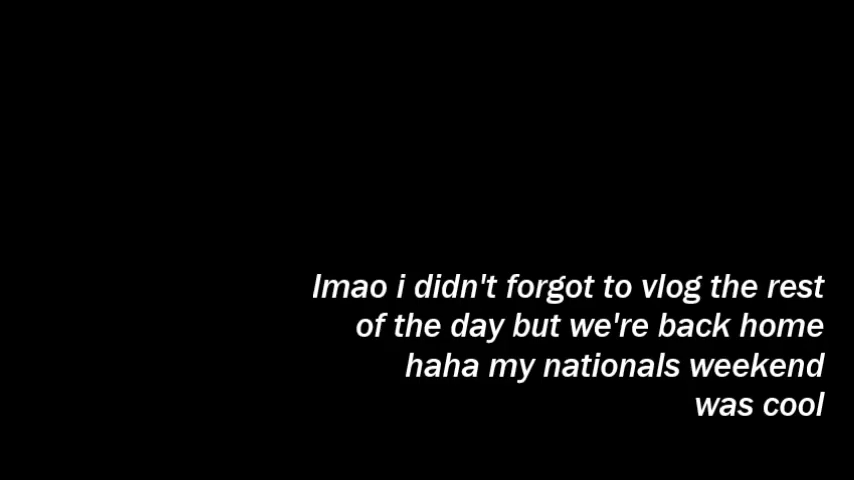 lmao i didn't forgot to vlog the rest
of the day but we're back home
haha my nationals weekend
was cool